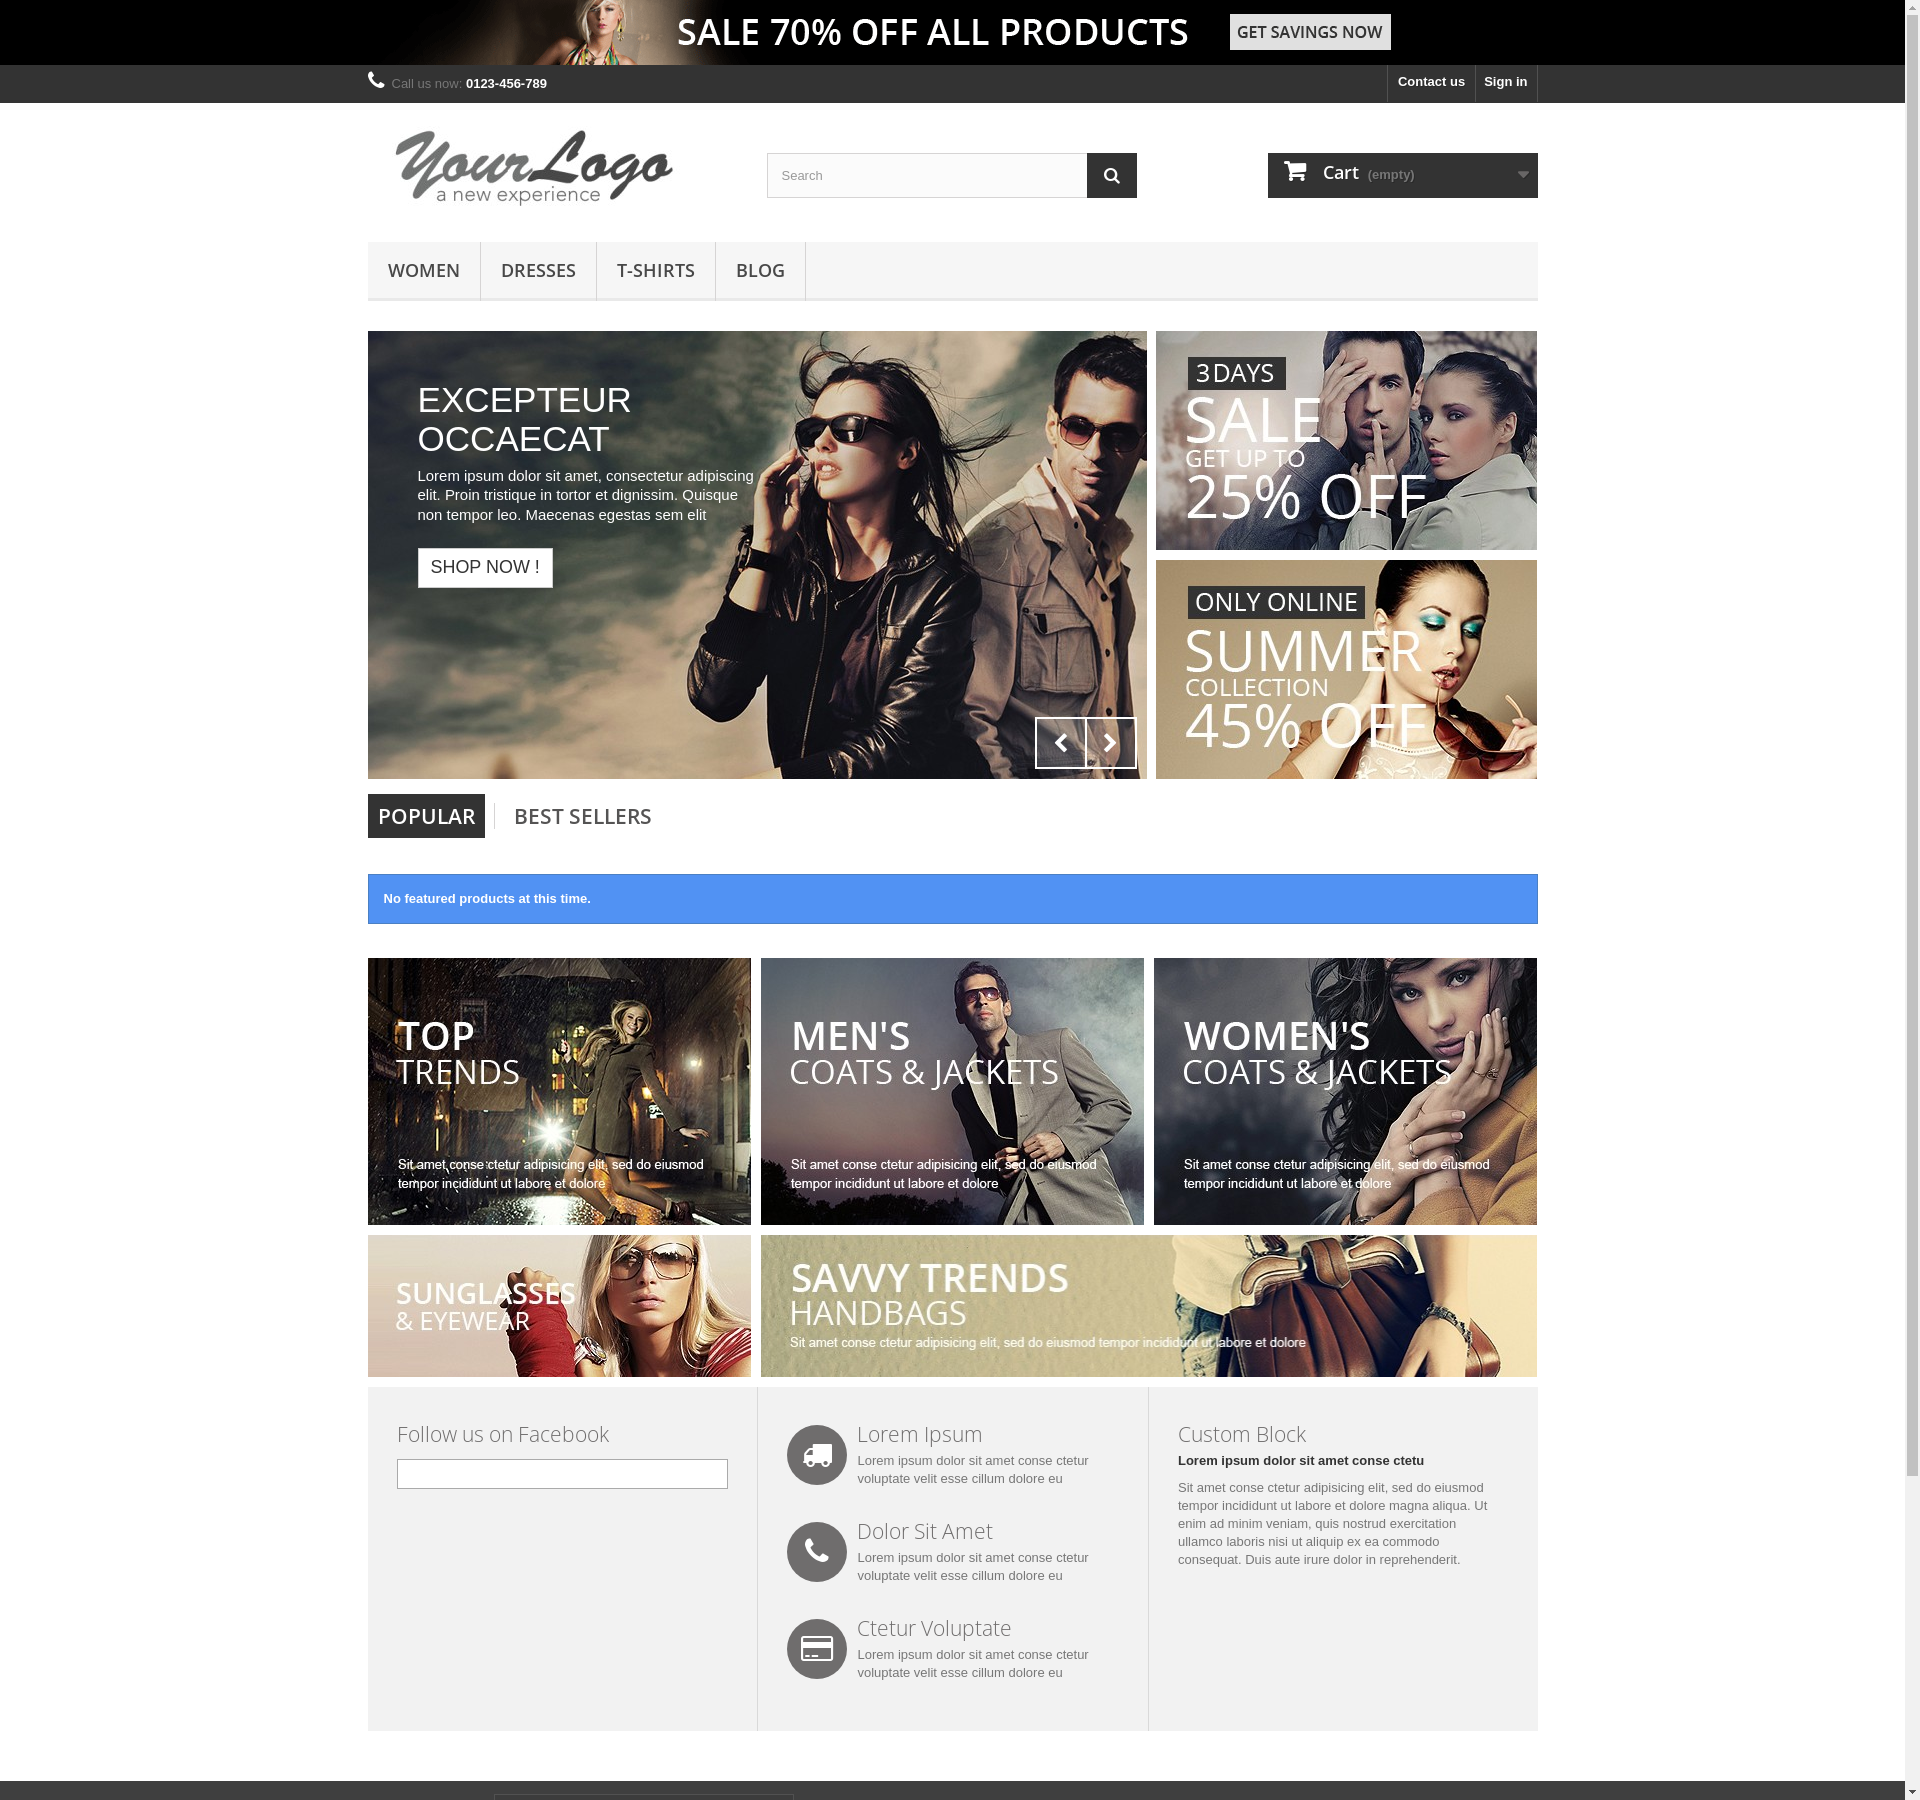 SALE 70% OFF ALL PRODUCTS
GET SAVINGS NOW
Call us now: 0123-456-789
Contact us
Sign in
YourLogo
a new experience
Search
Cart (empty)
WOMEN
DRESSES
T-SHIRTS
BLOG
EXCEPTEUR
OCCAECAT
Lorem ipsum dolor sit amet, consectetur adipiscing
elit. Proin tristique in tortor et dignissim. Quisque
non tempor leo. Maecenas egestas sem elit
SHOP NOW !
3 DAYS
SALE
GET UP TO
25% OFF
ONLY ONLINE
SUMMER
COLLECTION
45% OFF
POPULAR
BEST SELLERS
No featured products at this time.
TOP
TRENDS
Sit amet conse ctetur adipisicing elit, sed do eiusmod
tempor incididunt ut labore et dolore
MEN'S
COATS & JACKETS
Sit amet conse ctetur adipisicing elit, sed do eiusmod
tempor incididunt ut labore et dolore
WOMEN'S
COATS & JACKETS
Sit amet conse ctetur adipisicing elit, sed do eiusmod
tempor incididunt ut labore et dolore
SUNGLASSES
& EYEWEAR
SAVVY TRENDS
HANDBAGS
Sit amet conse ctetur adipisicing elit, sed do eiusmod tempor incididunt ut labore et dolore
Follow us on Facebook
Lorem Ipsum
Lorem ipsum dolor sit amet conse ctetur
voluptate velit esse cillum dolore eu
Dolor Sit Amet
Lorem ipsum dolor sit amet conse ctetur
voluptate velit esse cillum dolore eu
Ctetur Voluptate
Lorem ipsum dolor sit amet conse ctetur
voluptate velit esse cillum dolore eu
Custom Block
Lorem ipsum dolor sit amet conse ctetu
Sit amet conse ctetur adipisicing elit, sed do eiusmod
tempor incididunt ut labore et dolore magna aliqua. Ut
enim ad minim veniam, quis nostrud exercitation
ullamco laboris nisi ut aliquip ex ea commodo
consequat. Duis aute irure dolor in reprehenderit.